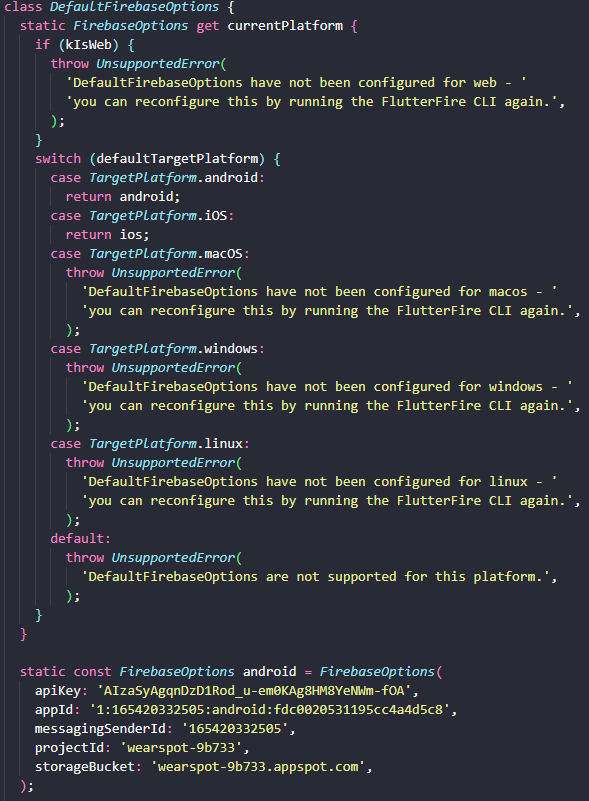 class DefaultFirebaseOptions {
  static FirebaseOptions get currentPlatform {
    if (kIsWeb) {
      throw UnsupportedError(
        'DefaultFirebaseOptions have not been configured for web - '
        'you can reconfigure this by running the FlutterFire CLI again.',
      );
    }
    switch (defaultTargetPlatform) {
      case TargetPlatform.android:
        return android;
      case TargetPlatform.iOS:
        return ios;
      case TargetPlatform.macOS:
        throw UnsupportedError(
          'DefaultFirebaseOptions have not been configured for macos - '
          'you can reconfigure this by running the FlutterFire CLI again.',
        );
      case TargetPlatform.windows:
        throw UnsupportedError(
          'DefaultFirebaseOptions have not been configured for windows - '
          'you can reconfigure this by running the FlutterFire CLI again.',
        );
      case TargetPlatform.linux:
        throw UnsupportedError(
          'DefaultFirebaseOptions have not been configured for linux - '
          'you can reconfigure this by running the FlutterFire CLI again.',
        );
      default:
        throw UnsupportedError(
          'DefaultFirebaseOptions are not supported for this platform.',
        );
    }
  }

  static const FirebaseOptions android = FirebaseOptions(
    apiKey: 'AIzaSyAgqnDzD1Rod_u-em0KAg8HM8YeNWm-fOA',
    appId: '1:165420332505:android:fdc0020531195cc4a4d5c8',
    messagingSenderId: '165420332505',
    projectId: 'wearspot-9b733',
    storageBucket: 'wearspot-9b733.appspot.com',
  );